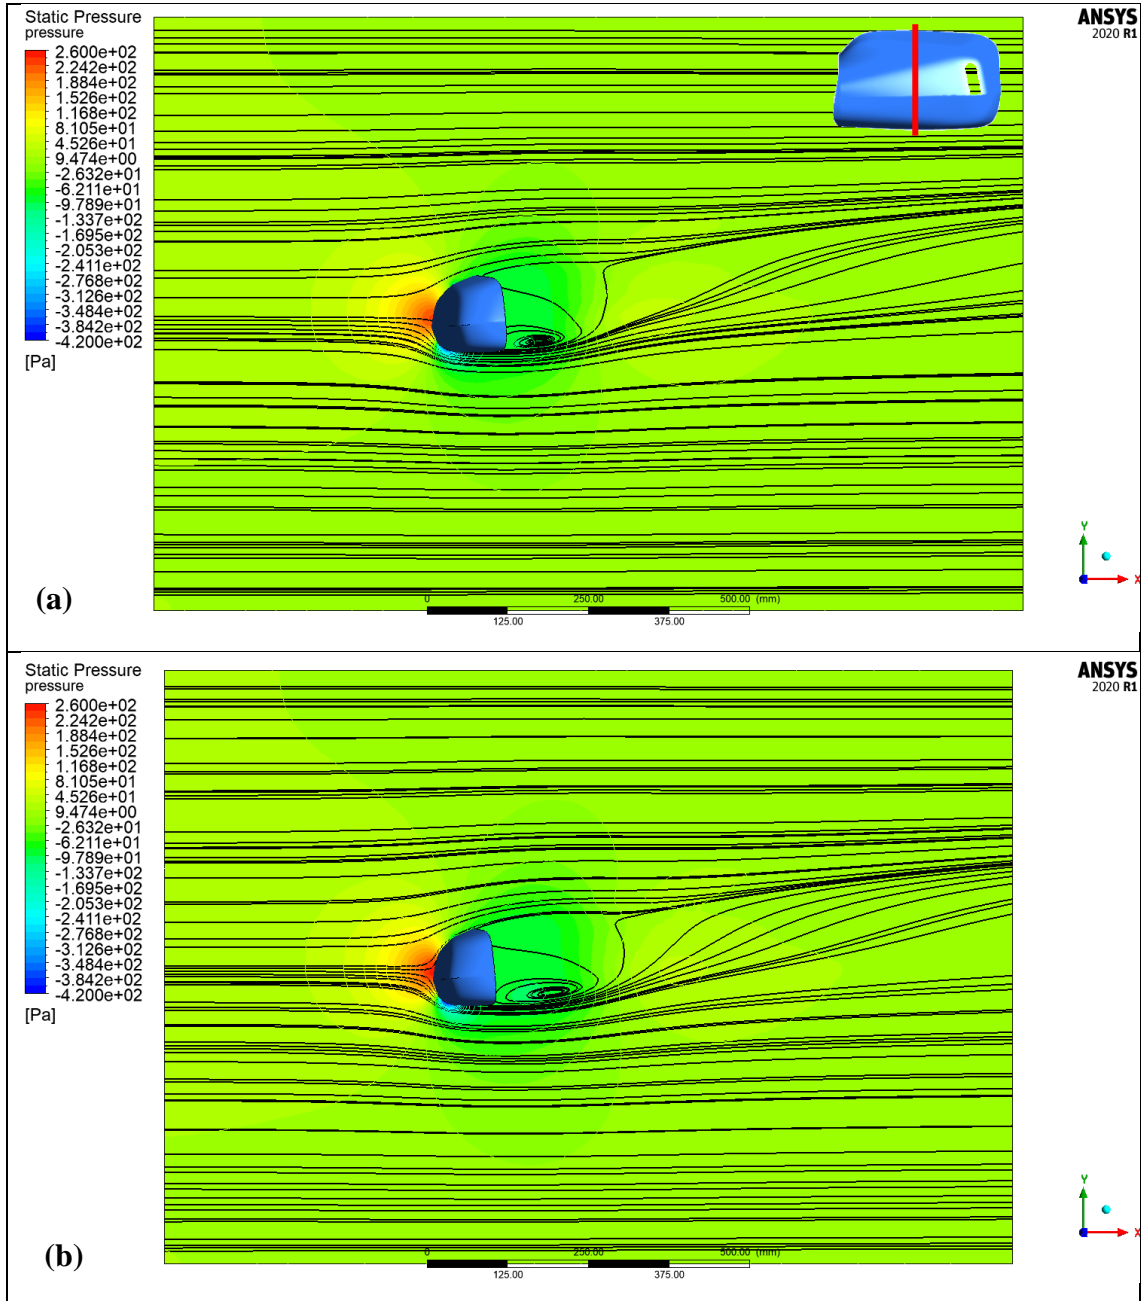 Static Pressure
pressure
2.600e+02
2.242e+02
1.884e+02
1.526e+02
1.168e+02
8.105e+01
4.526e+01
9.474e+00
-2.632e+01
-6.211e+01
-9.789e+01
-1.337e+02
-1.695e+02
-2.053e+02
-2.411e+02
-2.768e+02
-3.126e+02
-3.484e+02
-3.842e+02
-4.200e+02
[Pa]
ANSYS
2020 R1
Y
X
(a)
0 250.00 500.00 (mm)
125.00 375.00
Static Pressure
pressure
2.600e+02
2.242e+02
1.884e+02
1.526e+02
1.168e+02
8.105e+01
4.526e+01
9.474e+00
-2.632e+01
-6.211e+01
-9.789e+01
-1.337e+02
-1.695e+02
-2.053e+02
-2.411e+02
-2.768e+02
-3.126e+02
-3.484e+02
-3.842e+02
-4.200e+02
[Pa]
ANSYS
2020 R1
Y
X
(b)
0 250.00 500.00 (mm)
125.00 375.00